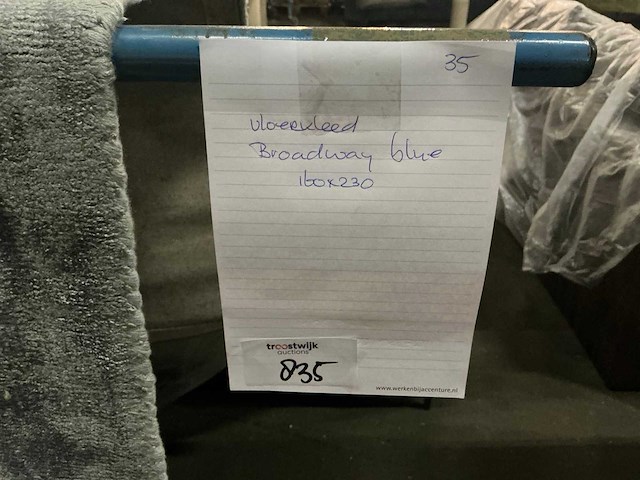 35
vloerkleed
Broadway blue
160x230
troostwijk
auctions
835
www.werkenbijaccenture.nl